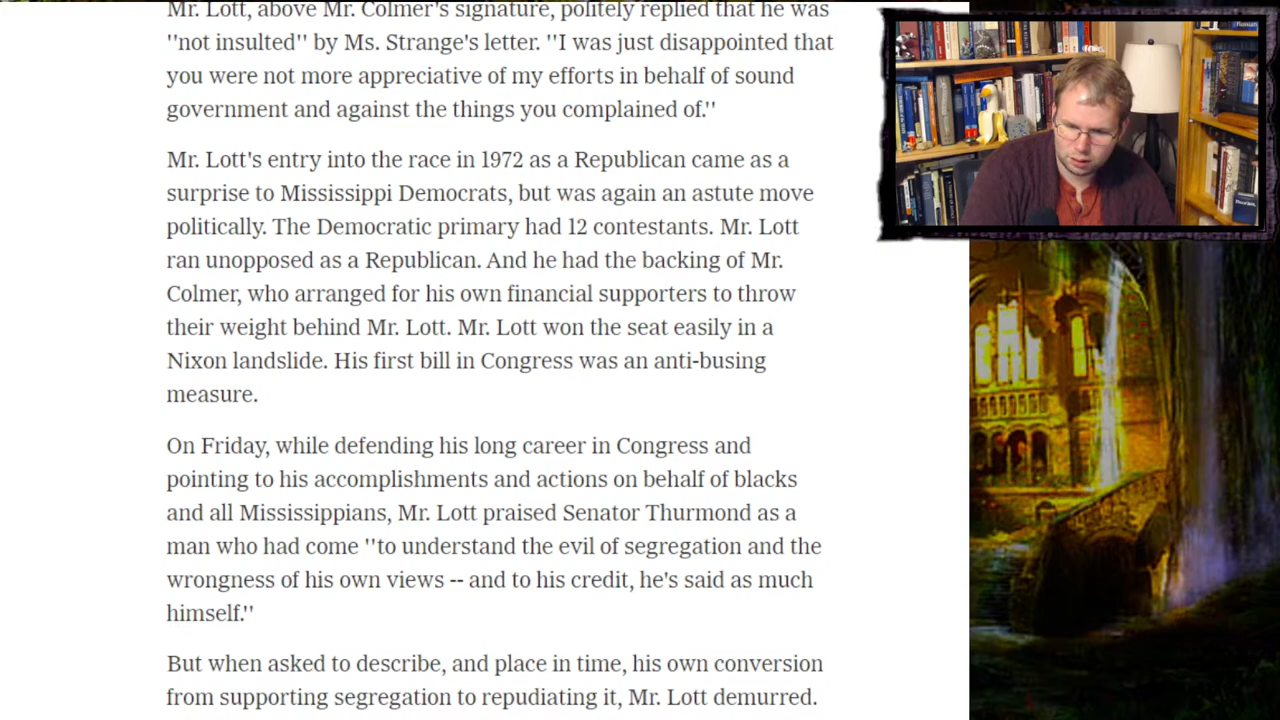 Mr. Lott, above Mr. Colmer's signature, politely replied that he was
''not insulted'' by Ms. Strange's letter. ''I was just disappointed that
you were not more appreciative of my efforts in behalf of sound
government and against the things you complained of.''
Mr. Lott's entry into the race in 1972 as a Republican came as a
surprise to Mississippi Democrats, but was again an astute move
politically. The Democratic primary had 12 contestants. Mr. Lott
ran unopposed as a Republican. And he had the backing of Mr.
Colmer, who arranged for his own financial supporters to throw
their weight behind Mr. Lott. Mr. Lott won the seat easily in a
Nixon landslide. His first bill in Congress was an anti-busing
measure.
On Friday, while defending his long career in Congress and
pointing to his accomplishments and actions on behalf of blacks
and all Mississippians, Mr. Lott praised Senator Thurmond as a
man who had come ''to understand the evil of segregation and the
wrongness of his own views -- and to his credit, he's said as much
himself.''
But when asked to describe, and place in time, his own conversion
from supporting segregation to repudiating it, Mr. Lott demurred.